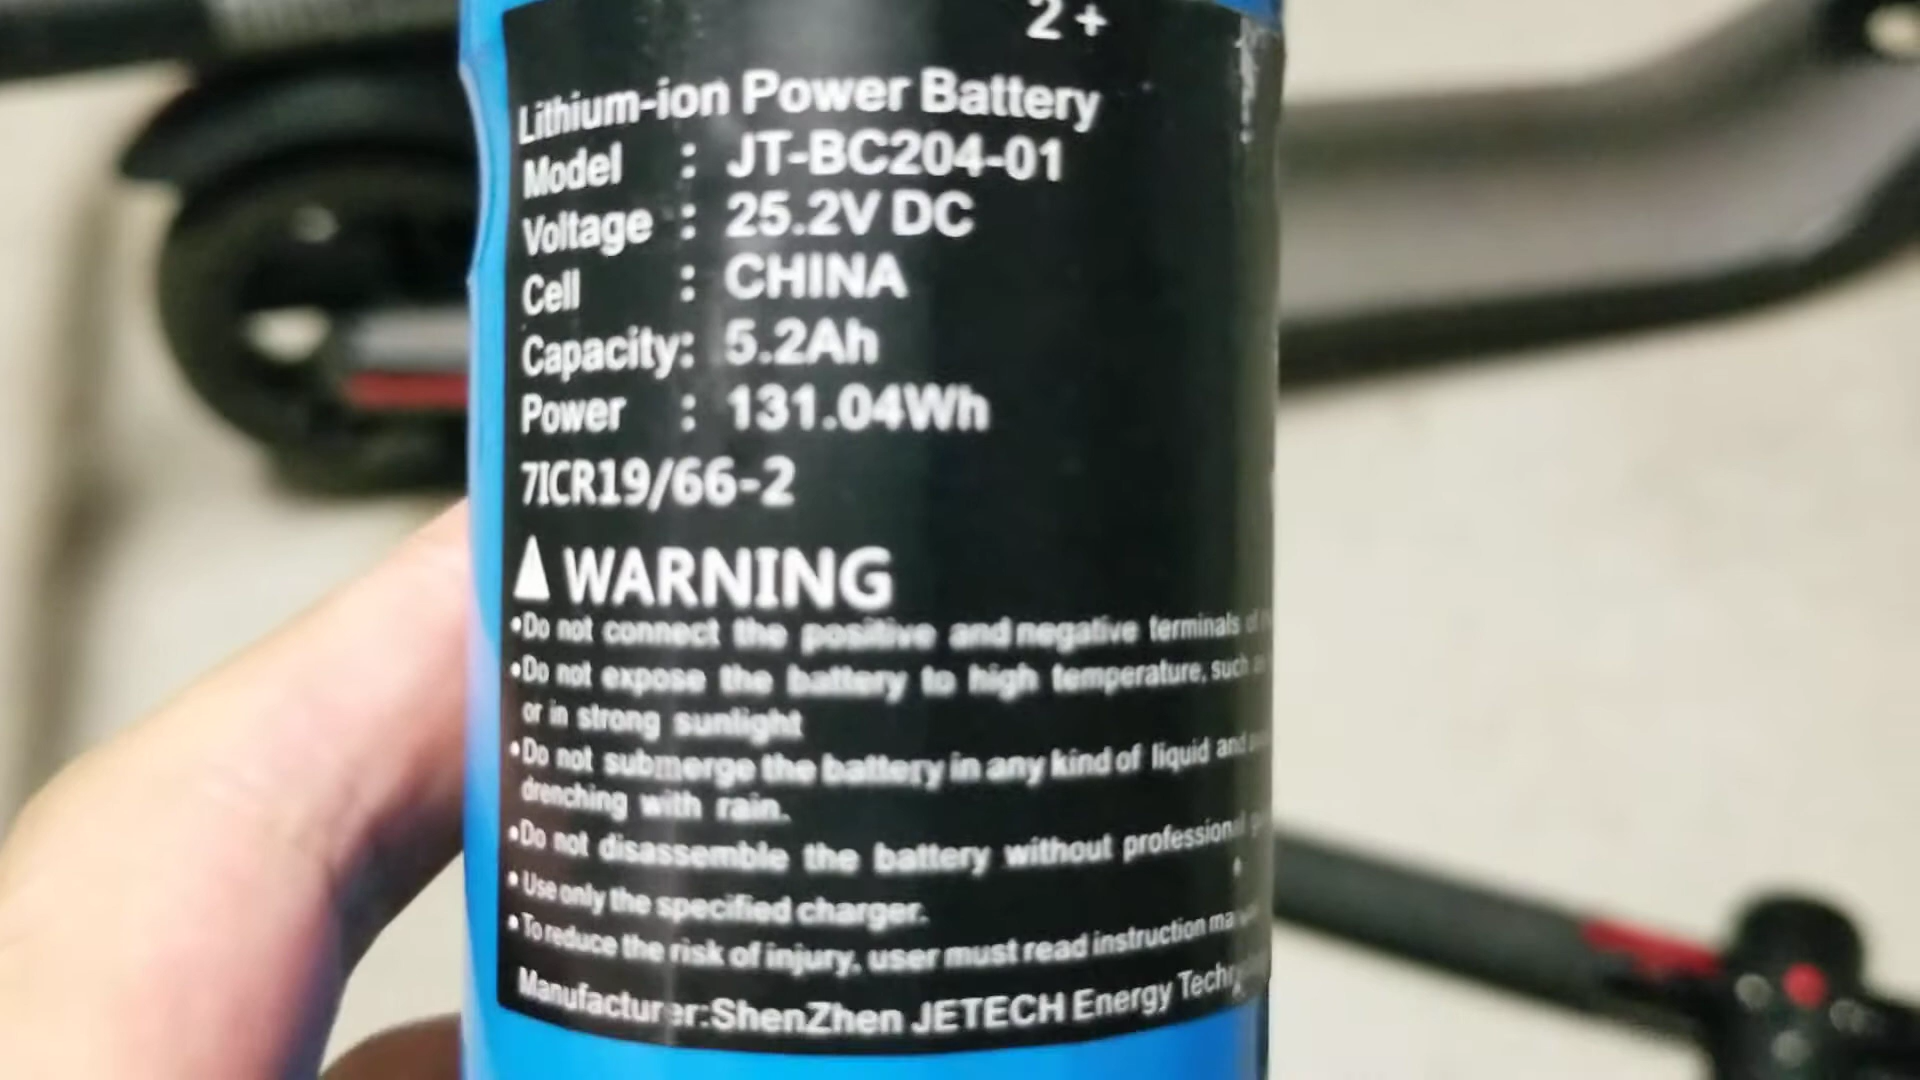 2 +
Lithium-ion Power Battery
Model : JT-BC204-01
Voltage : 25.2V DC
Cell : CHINA
Capacity: 5.2Ah
Power : 131.04Wh
7ICR19/66-2
WARNING
•Do not connect the positive and negative terminals of
•Do not expose the battery to high temperature, such as
or in strong sunlight
•Do not submerge the battery in any kind of liquid and
drenching with rain.
•Do not disassemble the battery without professional
• Use only the specified charger.
• To reduce the risk of injury, user must read instruction
Manufacturer:ShenZhen JETECH Energy